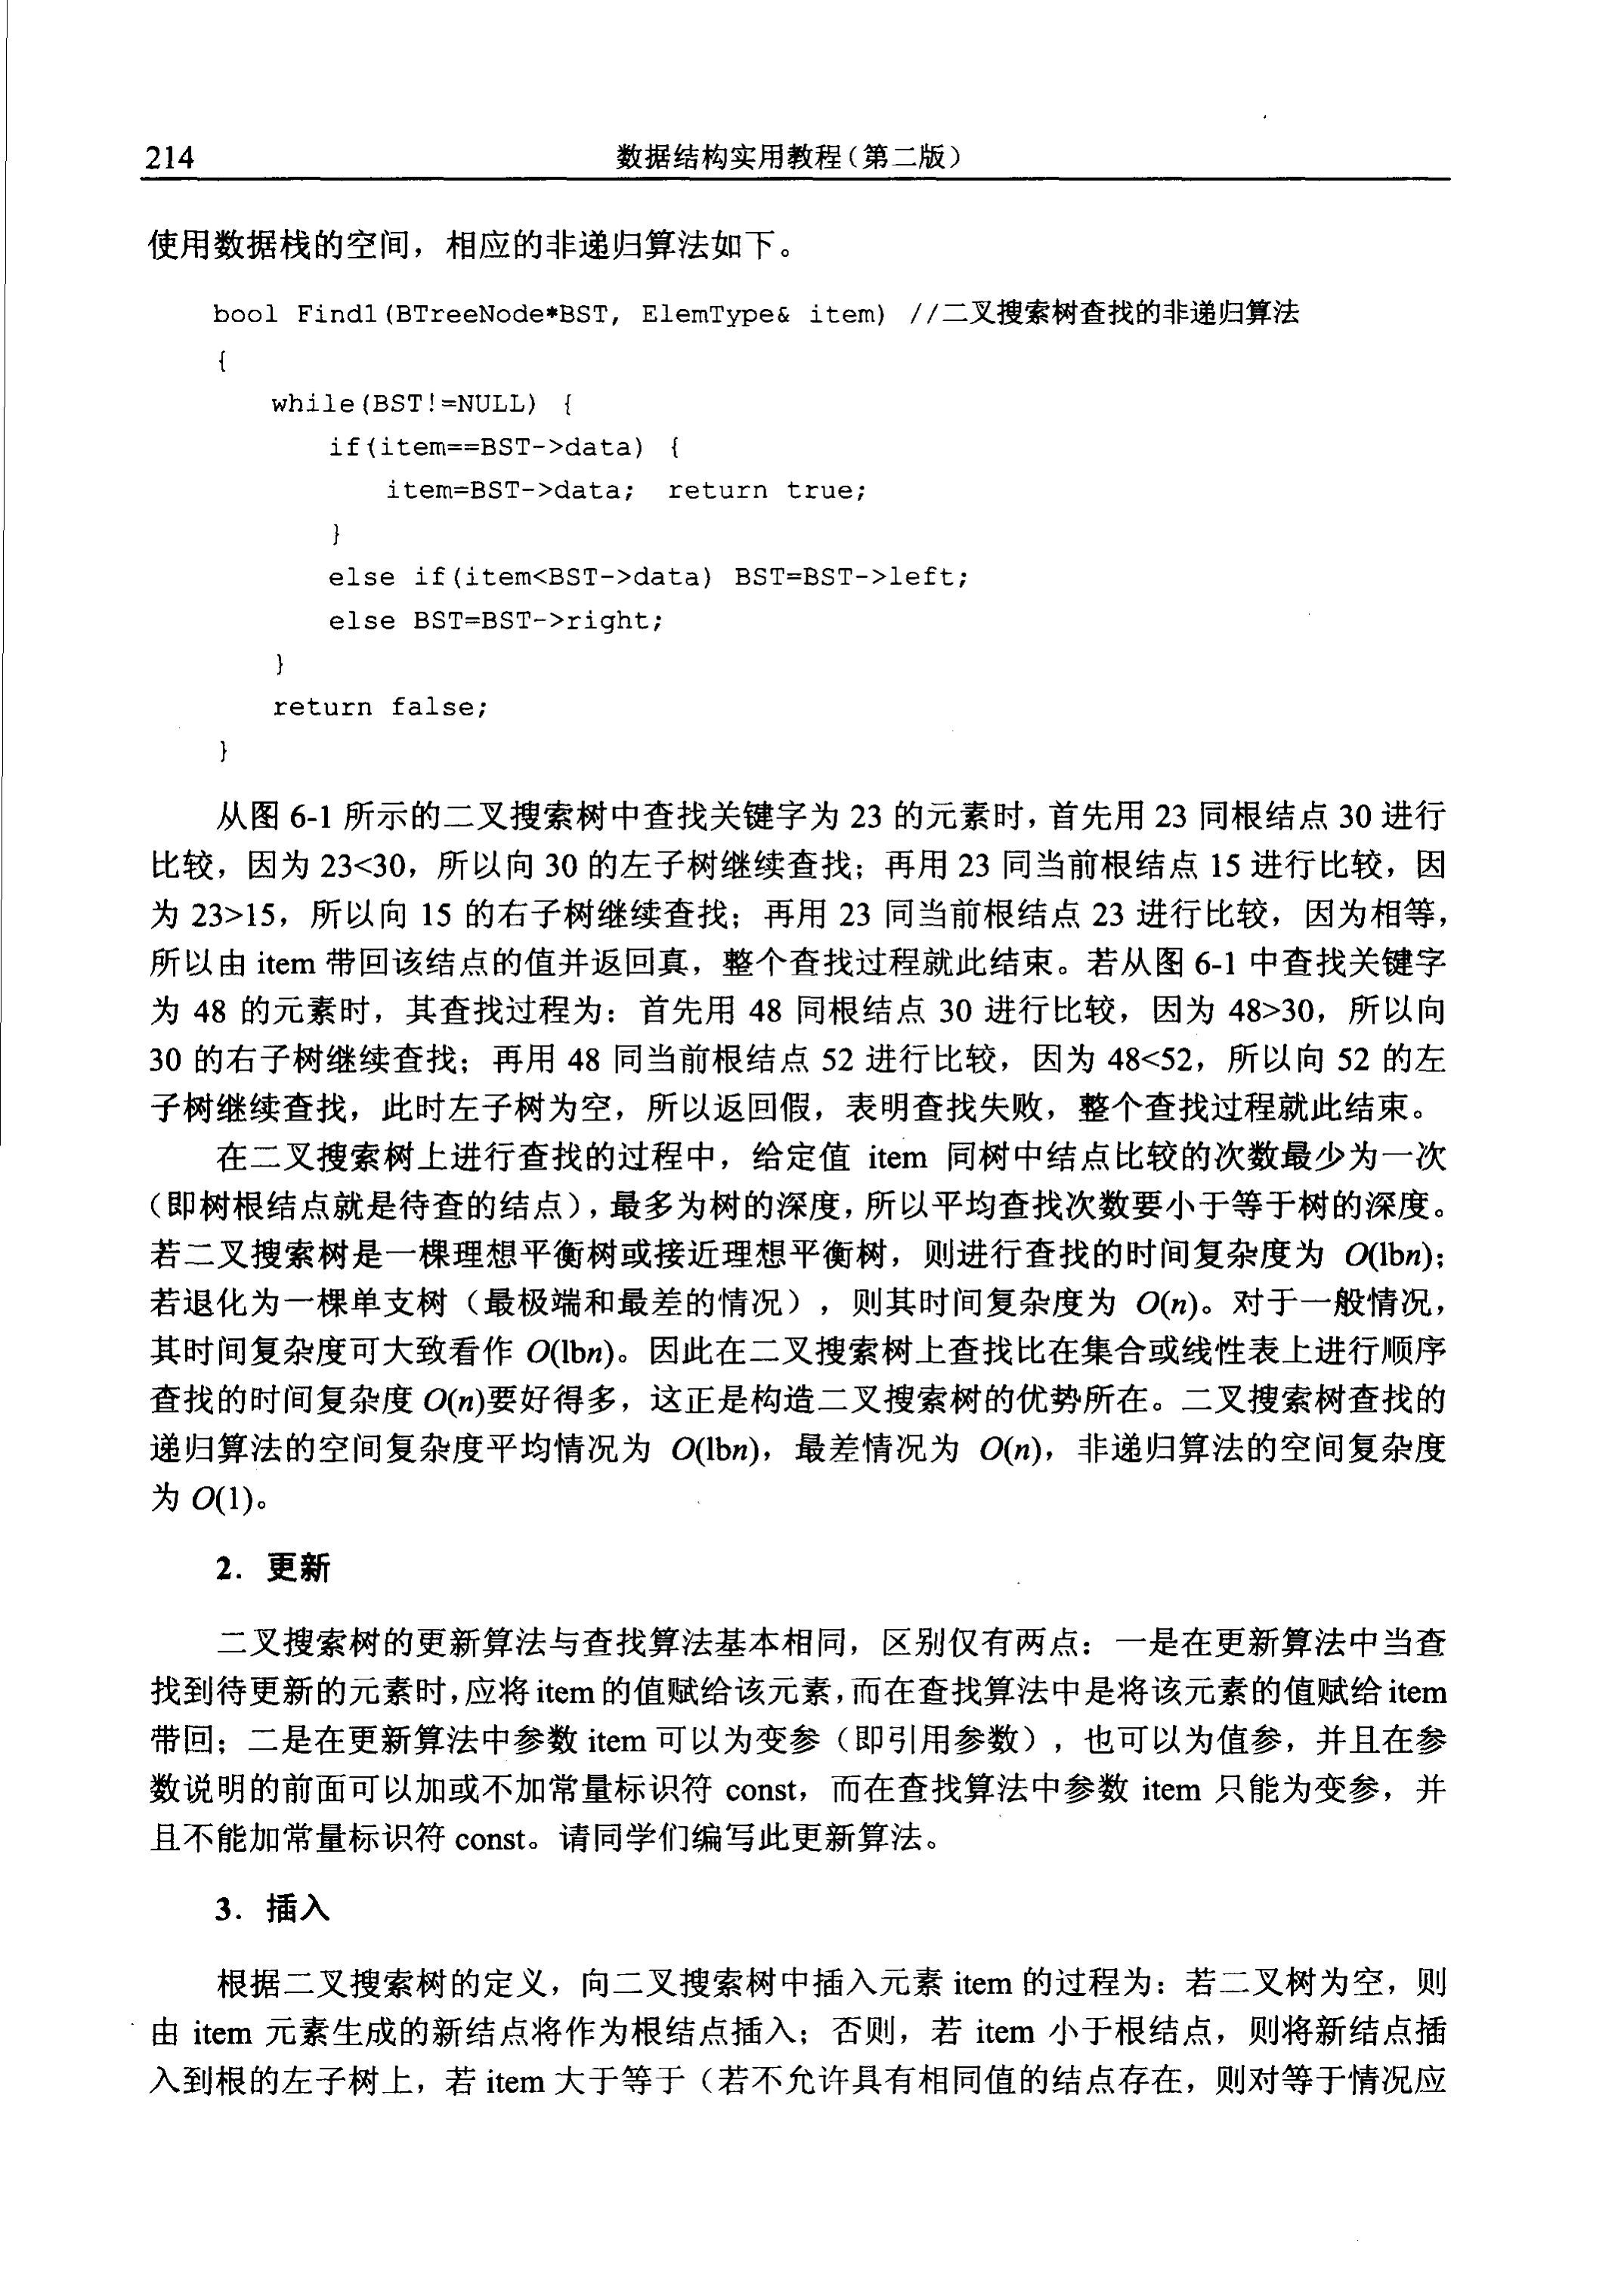 214 数据结构实用教程（第二版）
使用数据栈的空间，相应的非递归算法如下。
bool Find1(BTreeNode*BST, ElemType& item) //二叉搜索树查找的非递归算法
{
while(BST!=NULL) {
if(item==BST->data) {
item=BST->data; return true;
}
else if(item<BST->data) BST=BST->left;
else BST=BST->right;
}
return false;
}
从图 6-1 所示的二叉搜索树中查找关键字为 23 的元素时，首先用 23 同根结点 30 进行
比较，因为 23<30，所以向 30 的左子树继续查找；再用 23 同当前根结点 15 进行比较，因
为 23>15，所以向 15 的右子树继续查找；再用 23 同当前根结点 23 进行比较，因为相等，
所以由 item 带回该结点的值并返回真，整个查找过程就此结束。若从图 6-1 中查找关键字
为 48 的元素时，其查找过程为：首先用 48 同根结点 30 进行比较，因为 48>30，所以向
30 的右子树继续查找；再用 48 同当前根结点 52 进行比较，因为 48<52，所以向 52 的左
子树继续查找，此时左子树为空，所以返回假，表明查找失败，整个查找过程就此结束。
在二叉搜索树上进行查找的过程中，给定值 item 同树中结点比较的次数最少为一次
（即树根结点就是待查的结点），最多为树的深度，所以平均查找次数要小于等于树的深度。
若二叉搜索树是一棵理想平衡树或接近理想平衡树，则进行查找的时间复杂度为 O(lbn)；
若退化为一棵单支树（最极端和最差的情况），则其时间复杂度为 O(n)。对于一般情况，
其时间复杂度可大致看作 O(lbn)。因此在二叉搜索树上查找比在集合或线性表上进行顺序
查找的时间复杂度 O(n)要好得多，这正是构造二叉搜索树的优势所在。二叉搜索树查找的
递归算法的空间复杂度平均情况为 O(lbn)，最差情况为 O(n)，非递归算法的空间复杂度
为 O(1)。
2．更新
二叉搜索树的更新算法与查找算法基本相同，区别仅有两点：一是在更新算法中当查
找到待更新的元素时，应将 item 的值赋给该元素，而在查找算法中是将该元素的值赋给 item
带回；二是在更新算法中参数 item 可以为变参（即引用参数），也可以为值参，并且在参
数说明的前面可以加或不加常量标识符 const，而在查找算法中参数 item 只能为变参，并
且不能加常量标识符 const。请同学们编写此更新算法。
3．插入
根据二叉搜索树的定义，向二叉搜索树中插入元素 item 的过程为：若二叉树为空，则
由 item 元素生成的新结点将作为根结点插入；否则，若 item 小于根结点，则将新结点插
入到根的左子树上，若 item 大于等于（若不允许具有相同值的结点存在，则对等于情况应